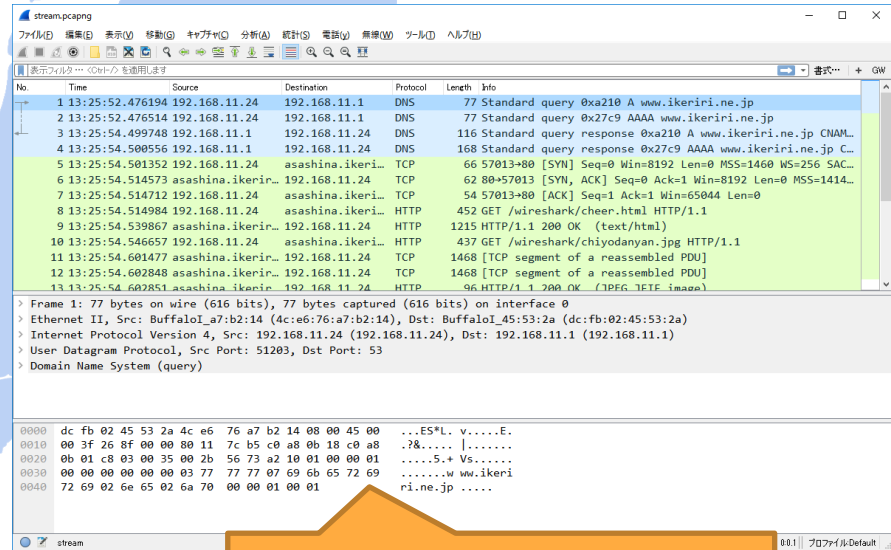 stream.pcapng
ファイル(F) 編集(E) 表示(V) 移動(G) キャプチャ(C) 分析(A) 統計(S) 電話(y) 無線(W) ツール(T) ヘルプ(H)
表示フィルタ … 〈Ctrl-/〉 を適用します 書式… + GW
No. Time Source Destination Protocol Length Info
1 13:25:52.476194 192.168.11.24 192.168.11.1 DNS 77 Standard query 0xa210 A www.ikeriri.ne.jp
2 13:25:52.476514 192.168.11.24 192.168.11.1 DNS 77 Standard query 0x27c9 AAAA www.ikeriri.ne.jp
3 13:25:54.499748 192.168.11.1 192.168.11.24 DNS 116 Standard query response 0xa210 A www.ikeriri.ne.jp CNAM…
4 13:25:54.500556 192.168.11.1 192.168.11.24 DNS 168 Standard query response 0x27c9 AAAA www.ikeriri.ne.jp C…
5 13:25:54.501352 192.168.11.24 asashina.ikeri… TCP 66 57013→80 [SYN] Seq=0 Win=8192 Len=0 MSS=1460 WS=256 SAC…
6 13:25:54.514573 asashina.ikerir… 192.168.11.24 TCP 62 80→57013 [SYN, ACK] Seq=0 Ack=1 Win=8192 Len=0 MSS=1414…
7 13:25:54.514712 192.168.11.24 asashina.ikeri… TCP 54 57013→80 [ACK] Seq=1 Ack=1 Win=65044 Len=0
8 13:25:54.514984 192.168.11.24 asashina.ikeri… HTTP 452 GET /wireshark/cheer.html HTTP/1.1
9 13:25:54.539867 asashina.ikerir… 192.168.11.24 HTTP 1215 HTTP/1.1 200 OK (text/html)
10 13:25:54.546657 192.168.11.24 asashina.ikeri… HTTP 437 GET /wireshark/chiyodanyan.jpg HTTP/1.1
11 13:25:54.601477 asashina.ikerir… 192.168.11.24 TCP 1468 [TCP segment of a reassembled PDU]
12 13:25:54.602848 asashina.ikerir… 192.168.11.24 TCP 1468 [TCP segment of a reassembled PDU]
13 13:25:54.602851 asashina.ikerir… 192.168.11.24 HTTP 96 HTTP/1.1 200 OK (JPEG JFIF image)
> Frame 1: 77 bytes on wire (616 bits), 77 bytes captured (616 bits) on interface 0
> Ethernet II, Src: BuffaloI_a7:b2:14 (4c:e6:76:a7:b2:14), Dst: BuffaloI_45:53:2a (dc:fb:02:45:53:2a)
> Internet Protocol Version 4, Src: 192.168.11.24 (192.168.11.24), Dst: 192.168.11.1 (192.168.11.1)
> User Datagram Protocol, Src Port: 51203, Dst Port: 53
> Domain Name System (query)
0000 dc fb 02 45 53 2a 4c e6 76 a7 b2 14 08 00 45 00 ...ES*L. v.....E.
0010 00 3f 26 8f 00 00 80 11 7c b5 c0 a8 0b 18 c0 a8 .?&..... |.......
0020 0b 01 c8 03 00 35 00 2b 56 73 a2 10 01 00 00 01 .....5.+ Vs......
0030 00 00 00 00 00 00 03 77 77 77 07 69 6b 65 72 69 .......w ww.ikeri
0040 72 69 02 6e 65 02 6a 70 00 00 01 00 01 ri.ne.jp .....
stream 0:0.1 プロファイル:Default